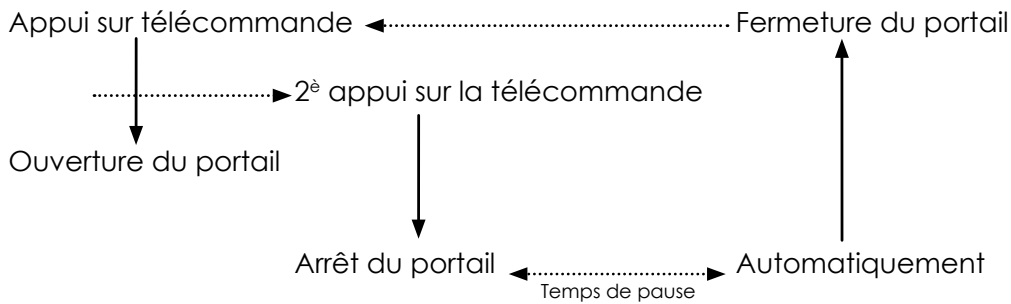 Appui sur télécommande
Fermeture du portail
2è appui sur la télécommande
Ouverture du portail
Arrêt du portail
Automatiquement
Temps de pause